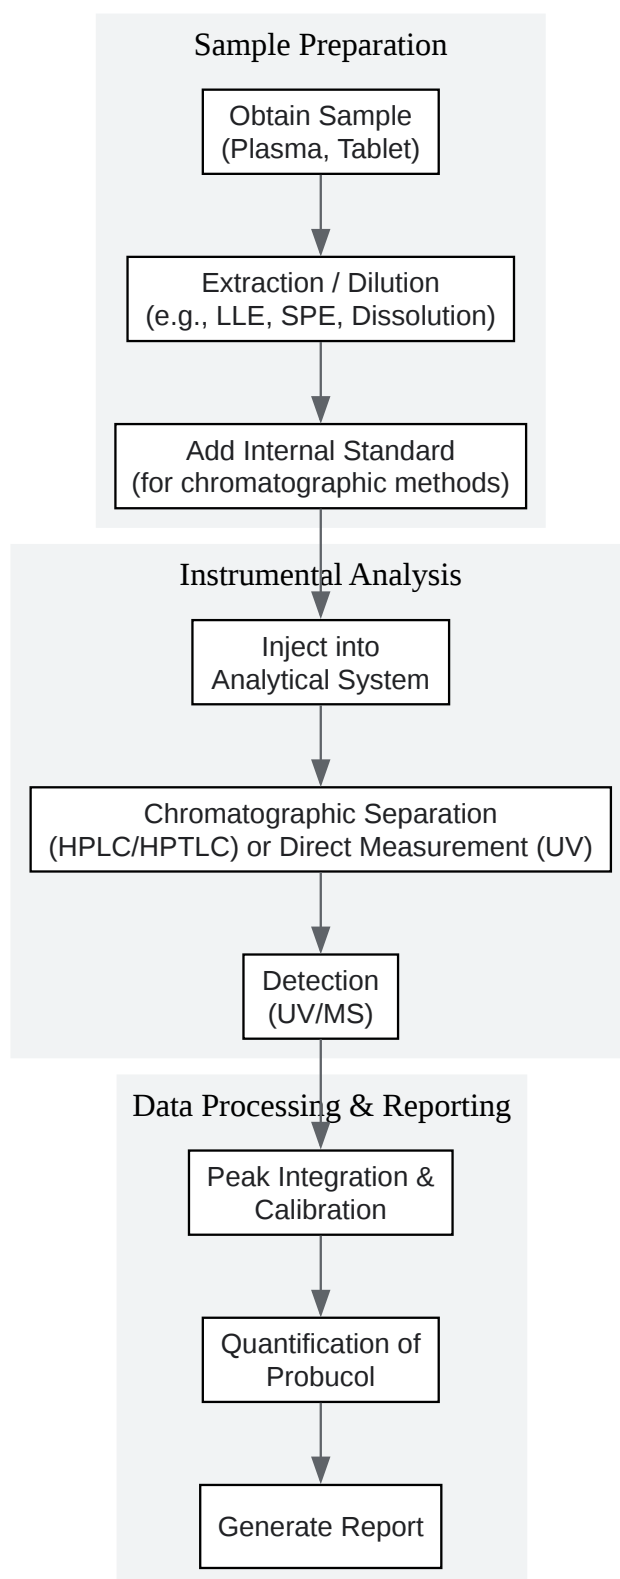 Sample Preparation
Obtain Sample
(Plasma, Tablet)
Extraction / Dilution
(e.g., LLE, SPE, Dissolution)
Add Internal Standard
(for chromatographic methods)
Instrumental Analysis
Inject into
Analytical System
Chromatographic Separation
(HPLC/HPTLC) or Direct Measurement (UV)
Detection
(UV/MS)
Data Processing & Reporting
Peak Integration &
Calibration
Quantification of
Probucol
Generate Report